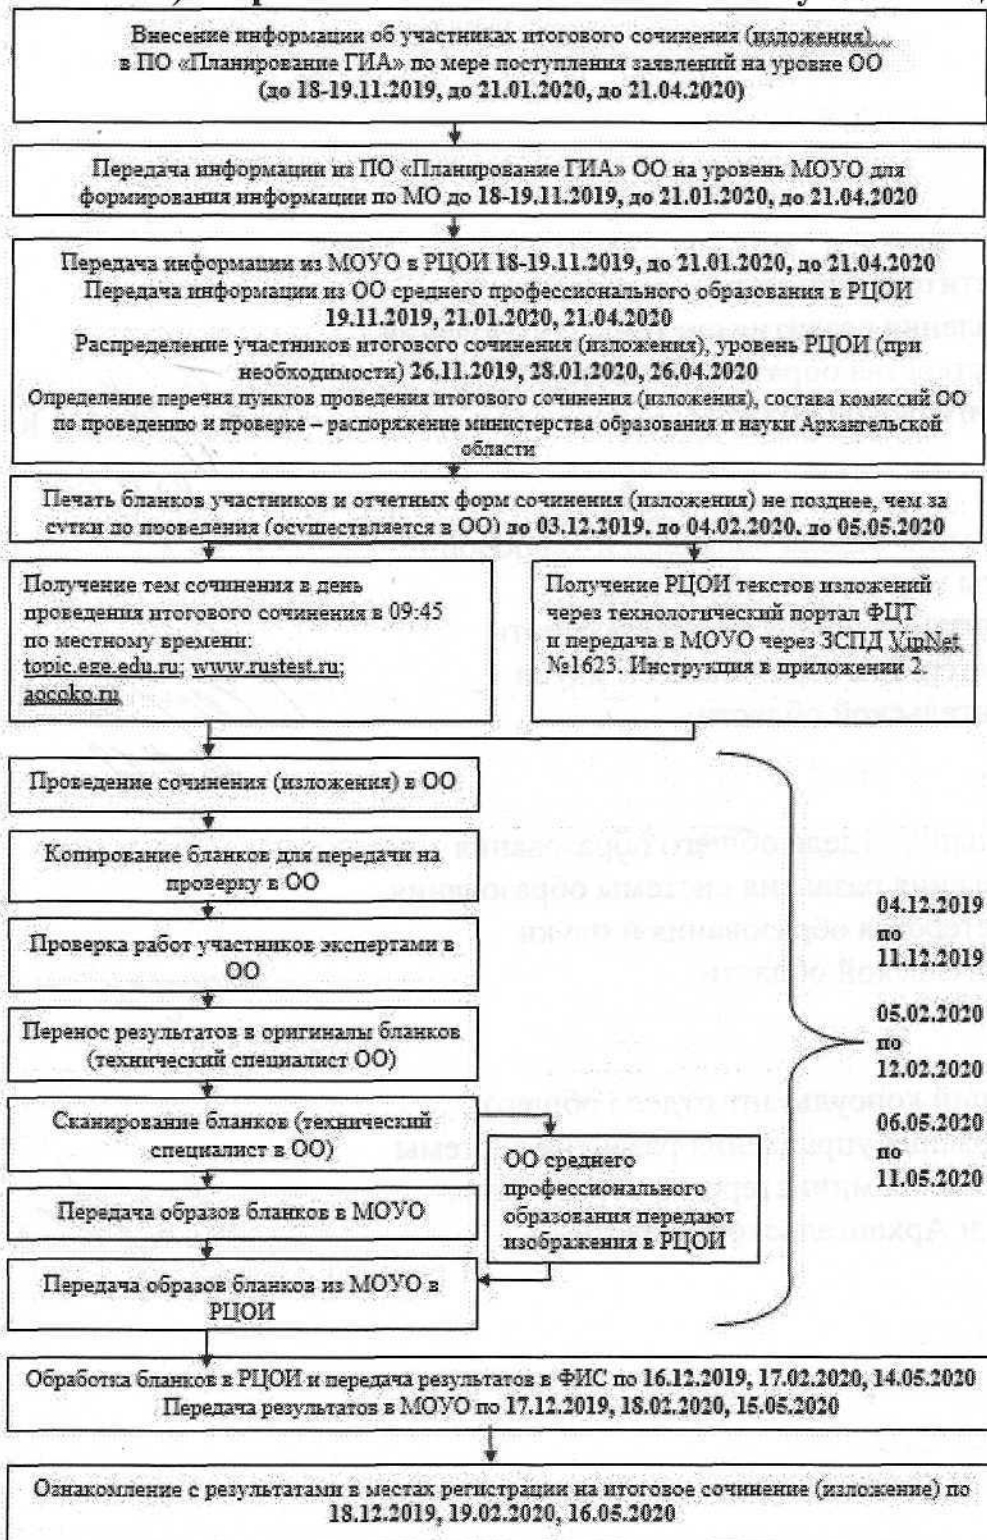 Внесение информации об участниках итогового сочинения (изложения)
в ПО «Планирование ГИА» по мере поступления заявлений на уровне ОО
(до 18-19.11.2019, до 21.01.2020, до 21.04.2020)
Передача информации из ПО «Планирование ГИА» ОО на уровень МОУО для
формирования информации по МО до 18-19.11.2019, до 21.01.2020, до 21.04.2020
Передача информации из МОУО в РЦОИ 18-19.11.2019, до 21.01.2020, до 21.04.2020
Передача информации из ОО среднего профессионального образования в РЦОИ
19.11.2019, 21.01.2020, 21.04.2020
Распределение участников итогового сочинения (изложения), уровень РЦОИ (при
необходимости) 26.11.2019, 28.01.2020, 26.04.2020
Определение перечня пунктов проведения итогового сочинения (изложения), состава комиссий ОО
по проведению и проверке – распоряжение министерства образования и науки Архангельской
области
Печать бланков участников и отчетных форм сочинения (изложения) не позднее, чем за
сутки до проведения (осуществляется в ОО) до 03.12.2019, до 04.02.2020, до 05.05.2020
Получение тем сочинения в день
проведения итогового сочинения в 09:45
по местному времени:
topic.ege.edu.ru; www.rustest.ru;
aocoko.ru
Получение РЦОИ текстов изложений
через технологический портал ФЦТ
и передача в МОУО через ЗСПД VipNet
№1623. Инструкция в приложении 2.
Проведение сочинения (изложения) в ОО
Копирование бланков для передачи на
проверку в ОО
Проверка работ участников экспертами в
ОО
Перенос результатов в оригиналы бланков
(технический специалист ОО)
Сканирование бланков (технический
специалист в ОО)
Передача образов бланков в МОУО
ОО среднего
профессионального
образования передают
изображения в РЦОИ
Передача образов бланков из МОУО в
РЦОИ
04.12.2019
по
11.12.2019
05.02.2020
по
12.02.2020
06.05.2020
по
11.05.2020
Обработка бланков в РЦОИ и передача результатов в ФИС по 16.12.2019, 17.02.2020, 14.05.2020
Передача результатов в МОУО по 17.12.2019, 18.02.2020, 15.05.2020
Ознакомление с результатами в местах регистрации на итоговое сочинение (изложение) по
18.12.2019, 19.02.2020, 16.05.2020